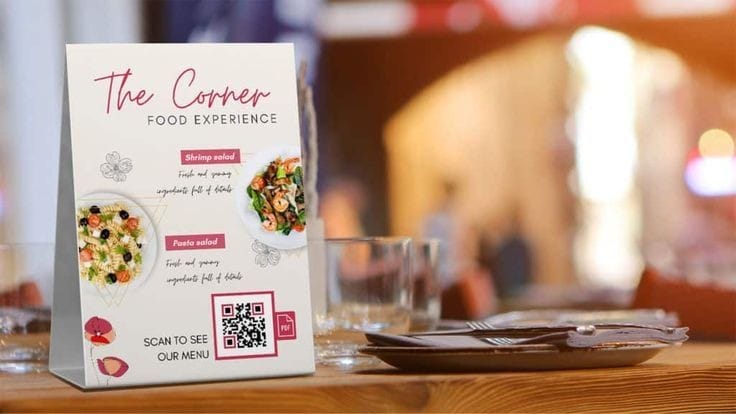 The Corner
FOOD EXPERIENCE
Shrimp salad
Fresh and yummy
ingredients full of details
Pasta salad
Fresh and yummy
ingredients full of details
SCAN TO SEE
OUR MENU
PDF